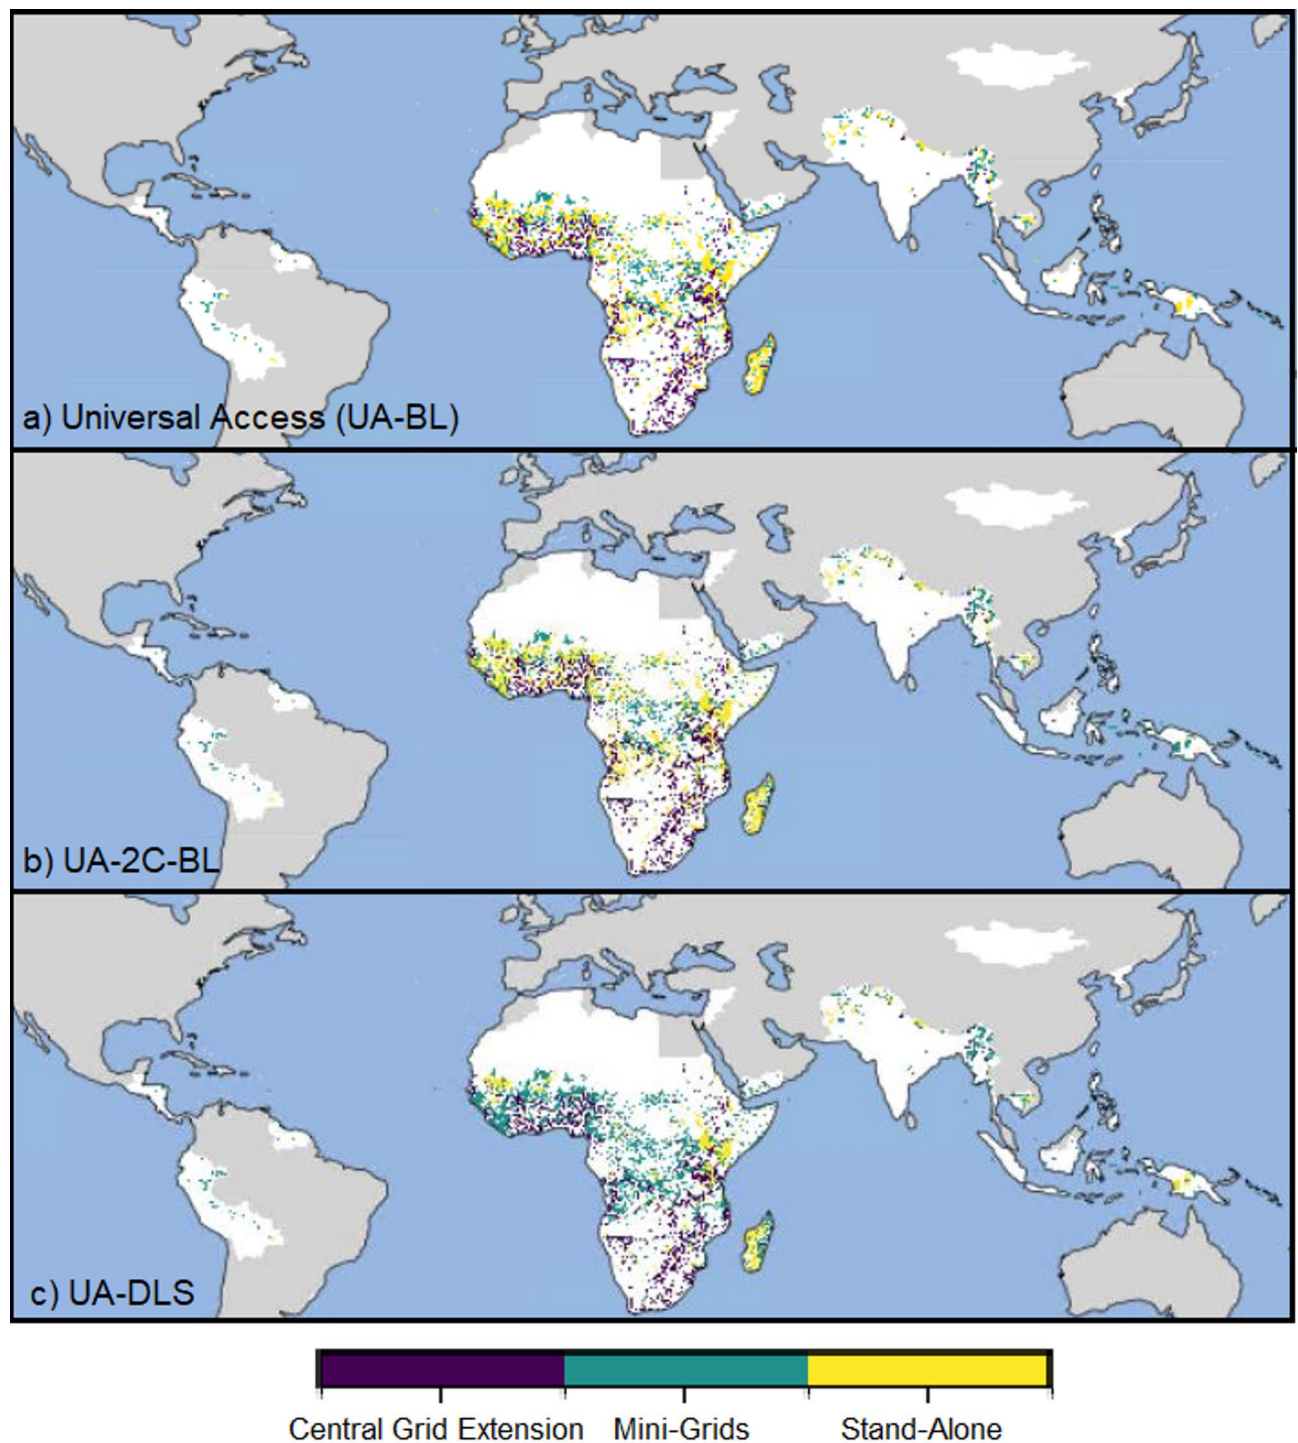 a) Universal Access (UA-BL)
b) UA-2C-BL
c) UA-DLS
Central Grid Extension
Mini-Grids
Stand-Alone